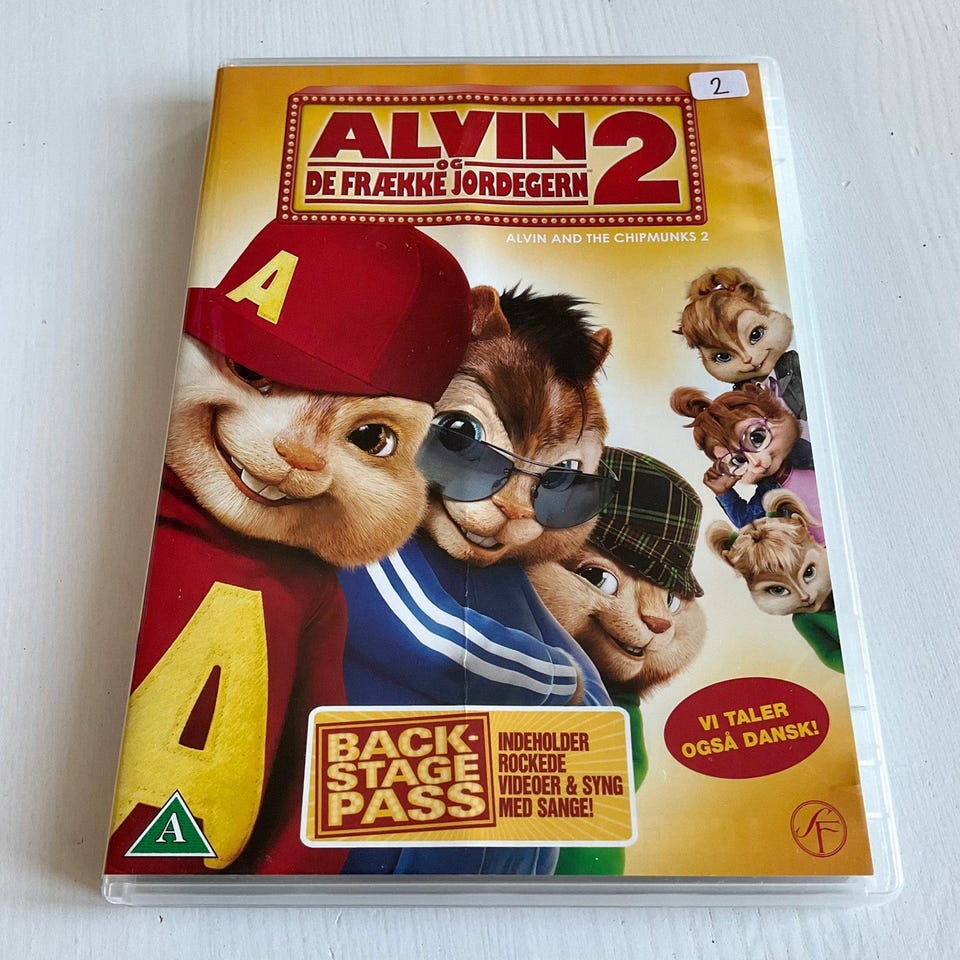 2
ALVIN 2
OG
DE FRÆKKE JORDEGERN™
ALVIN AND THE CHIPMUNKS 2
A
A
BACK-
STAGE
PASS
INDEHOLDER
ROCKEDE
VIDEOER & SYNG
MED SANGE!
VI TALER
OGSÅ DANSK!
A
SF